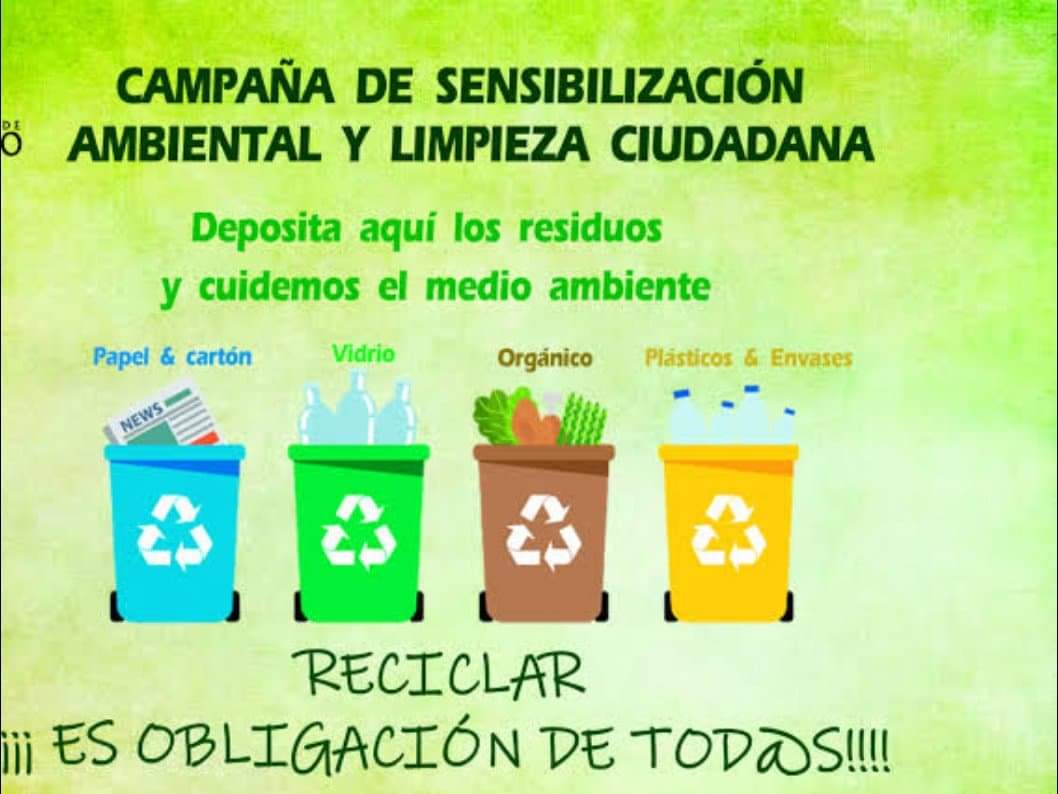 CAMPAÑA DE SENSIBILIZACIÓN
DE
O
AMBIENTAL Y LIMPIEZA CIUDADANA
Deposita aquí los residuos
y cuidemos el medio ambiente
Papel & cartón
Vidrio
Orgánico
Plásticos & Envases
NEWS
RECICLAR
¡¡¡ ES OBLIGACIÓN DE TOD@S!!!!